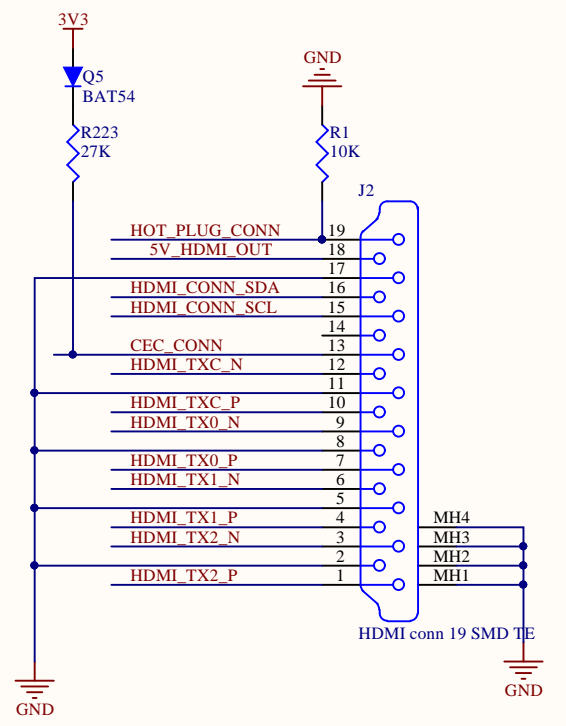 3V3
Q5
BAT54
R223
27K
GND
R1
10K
J2
HOT_PLUG_CONN 19
5V_HDMI_OUT 18
17
HDMI_CONN_SDA 16
HDMI_CONN_SCL 15
14
CEC_CONN 13
HDMI_TXC_N 12
11
HDMI_TXC_P 10
HDMI_TX0_N 9
8
HDMI_TX0_P 7
HDMI_TX1_N 6
5
HDMI_TX1_P 4
MH4
HDMI_TX2_N 3
MH3
2
MH2
HDMI_TX2_P 1
MH1
HDMI conn 19 SMD TE
GND
GND